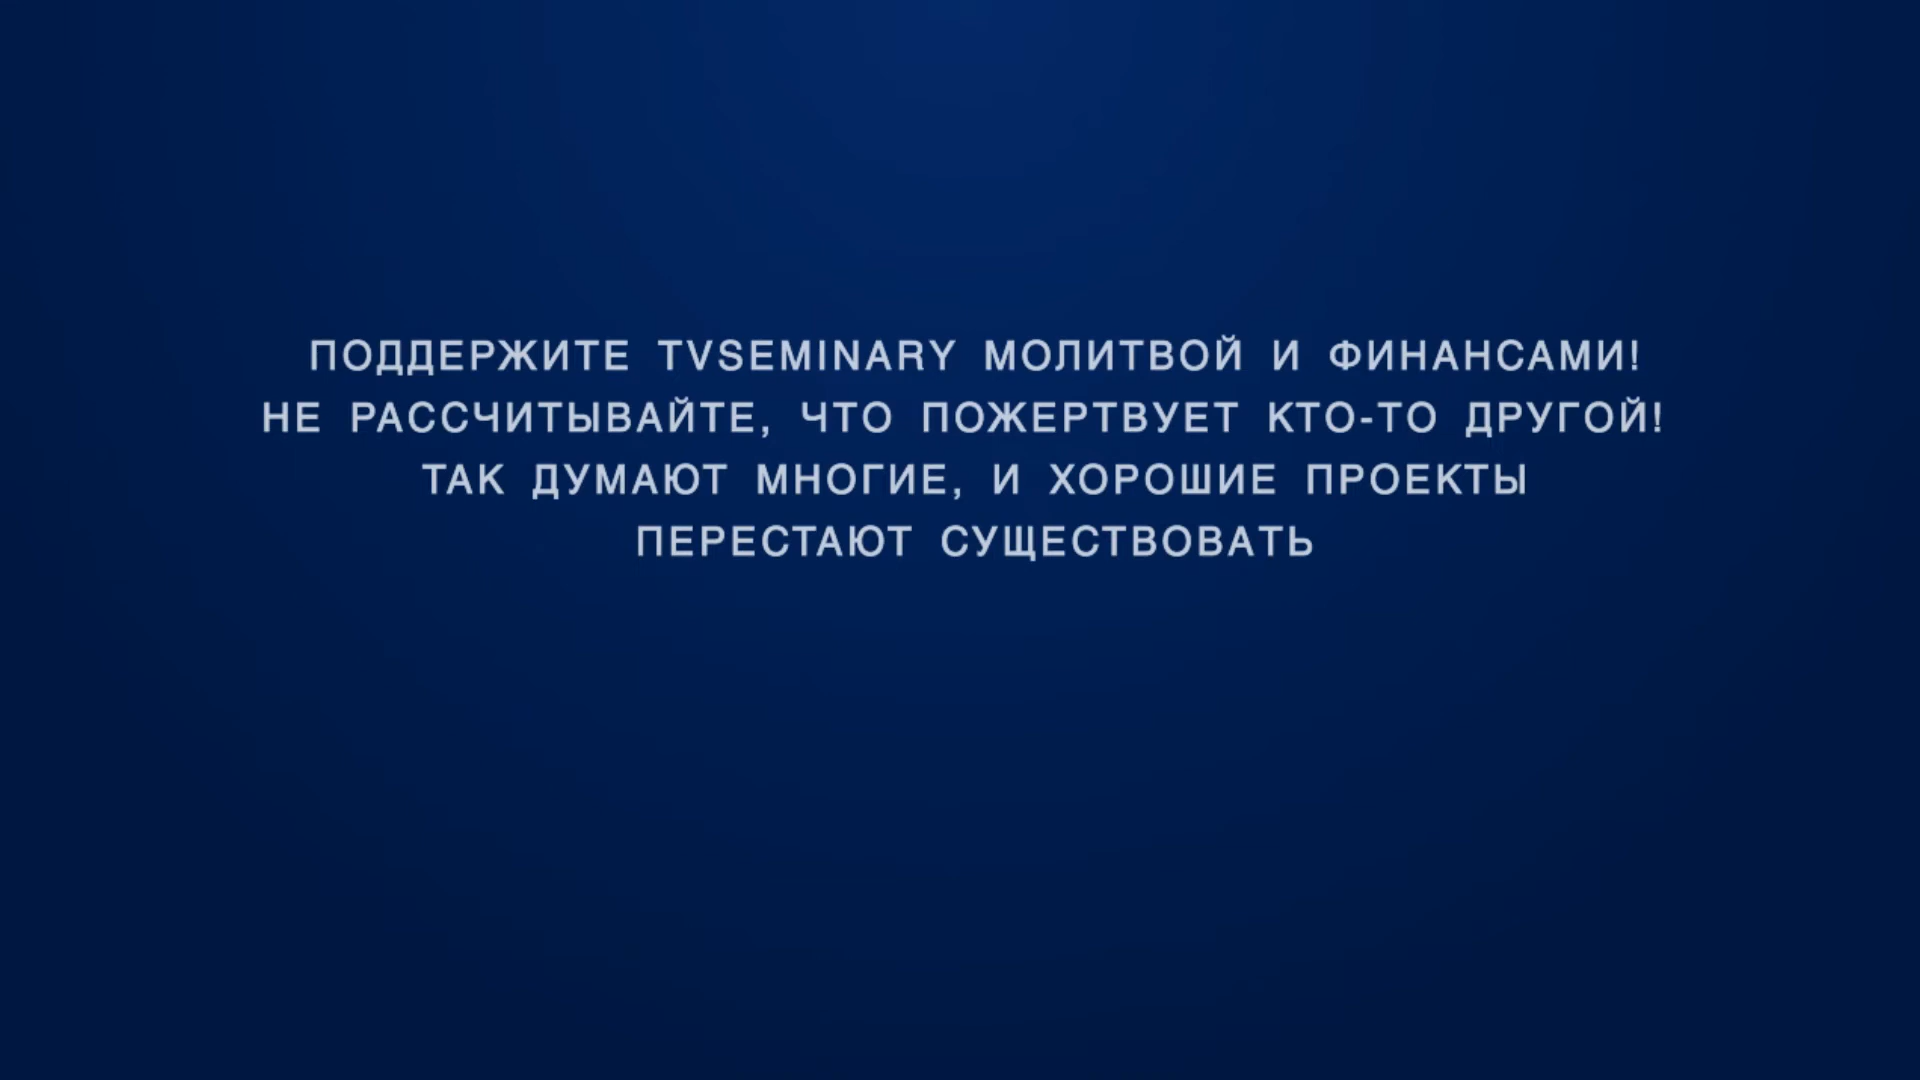 ПОДДЕРЖИТЕ TVSEMINARY МОЛИТВОЙ И ФИНАНСАМИ!
НЕ РАССЧИТЫВАЙТЕ, ЧТО ПОЖЕРТВУЕТ КТО-ТО ДРУГОЙ!
ТАК ДУМАЮТ МНОГИЕ, И ХОРОШИЕ ПРОЕКТЫ
ПЕРЕСТАЮТ СУЩЕСТВОВАТЬ